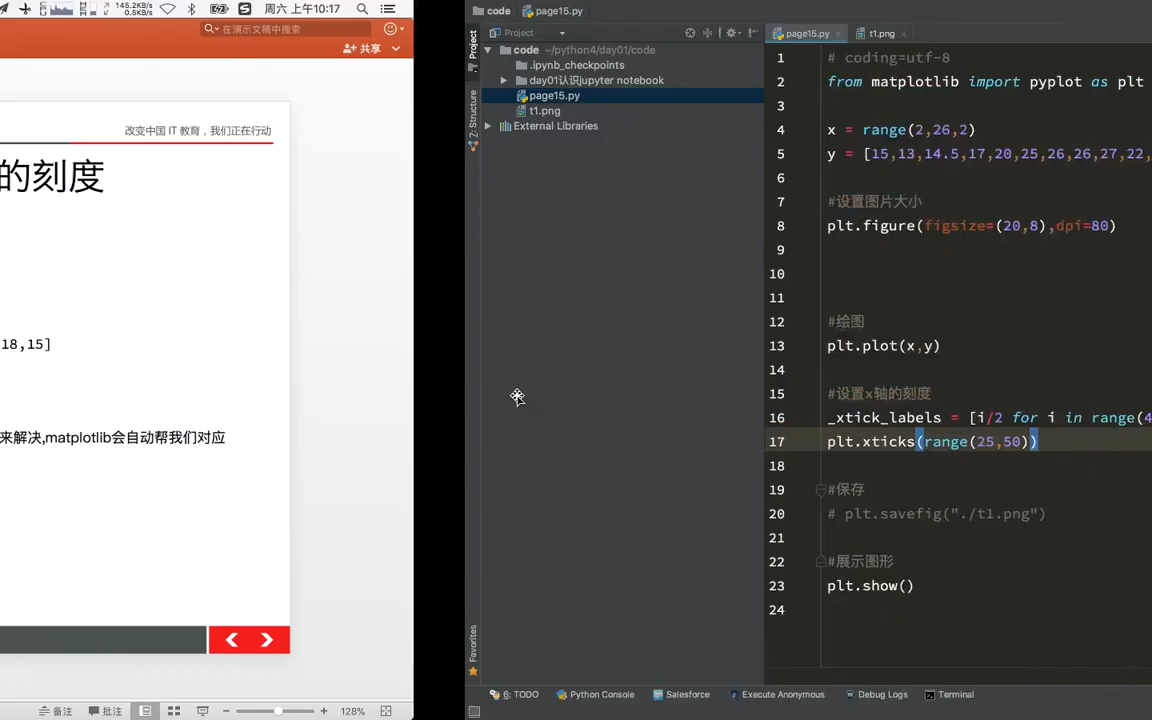 145.2KB/s
0.5KB/s
周六 上午10:17
在演示文稿中搜索
共享
改变中国 IT 教育，我们正在行动
的刻度
18,15]
来解决,matplotlib会自动帮我们对应
备注
批注
128%
code
page15.py
Project
page15.py
t1.png
Project
7: Structure
Favorites
code ~/python4/day01/code
.ipynb_checkpoints
day01认识jupyter notebook
page15.py
t1.png
External Libraries
1 # coding=utf-8
2 from matplotlib import pyplot as plt
3
4 x = range(2,26,2)
5 y = [15,13,14.5,17,20,25,26,26,27,22,
6
7 #设置图片大小
8 plt.figure(figsize=(20,8),dpi=80)
9
10
11
12 #绘图
13 plt.plot(x,y)
14
15 #设置x轴的刻度
16 _xtick_labels = [i/2 for i in range(4
17 plt.xticks(range(25,50))
18
19 #保存
20 # plt.savefig("./t1.png")
21
22 #展示图形
23 plt.show()
24
6: TODO
Python Console
Salesforce
Execute Anonymous
Debug Logs
Terminal